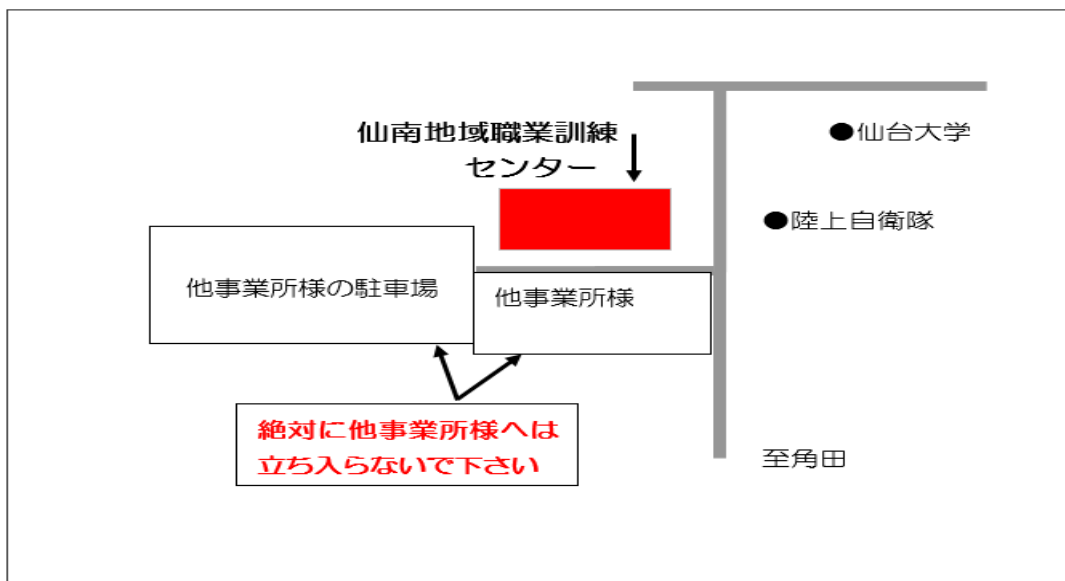 仙南地域職業訓練
センター
●仙台大学
●陸上自衛隊
他事業所様の駐車場
他事業所様
絶対に他事業所様へは
立ち入らないで下さい
至角田